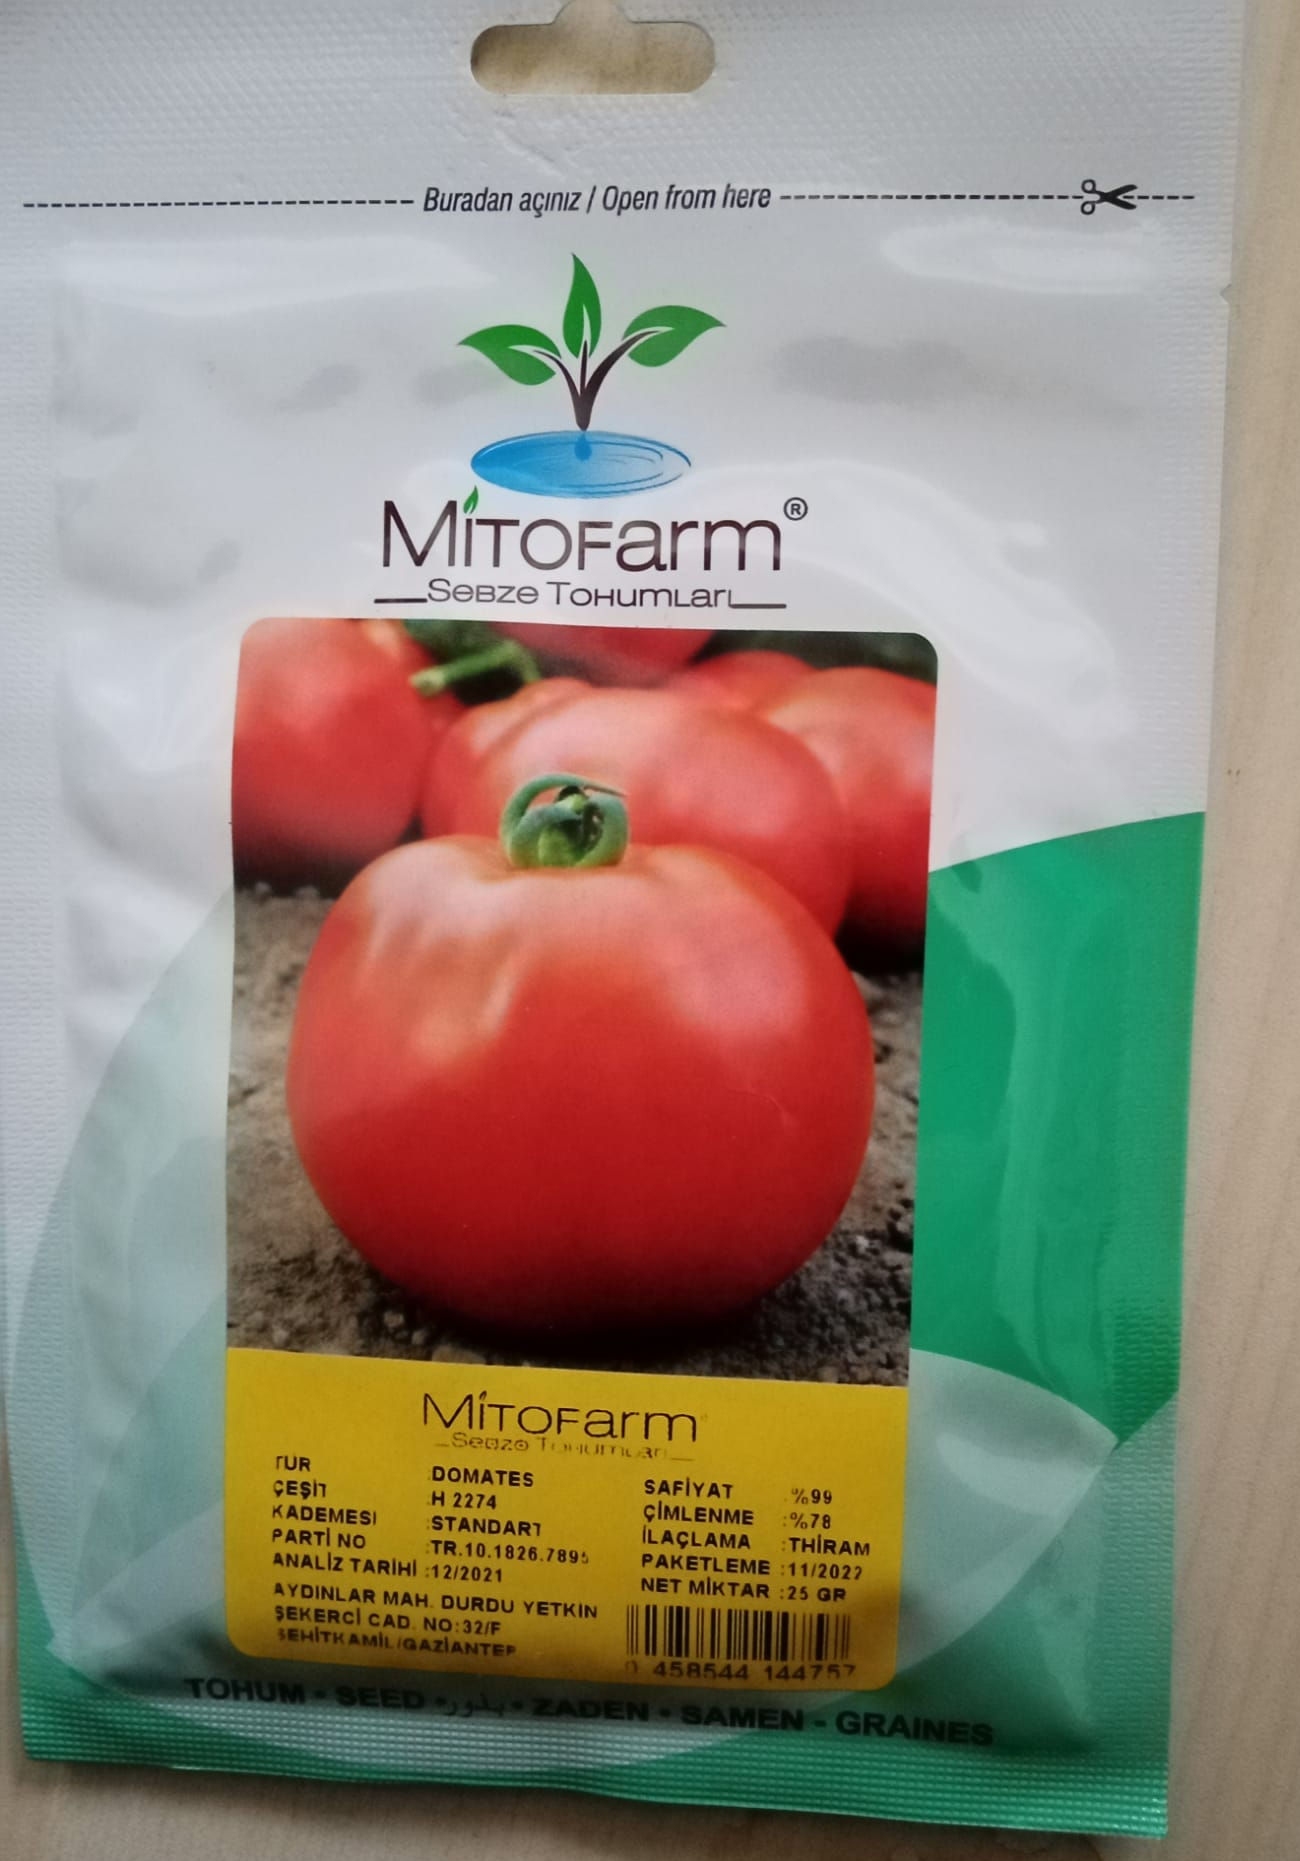 Buradan açınız / Open from here
MiTOFarm®
Sebze Tohumları
MiTOFarm
Sebze Tohumları
TÜR :DOMATES
ÇEŞİT :H 2274
KADEMESİ :STANDART
PARTİ NO :TR.10.1826.7895
ANALİZ TARİHİ :12/2021
SAFİYAT :%99
ÇİMLENME :%78
İLAÇLAMA :THİRAM
PAKETLEME :11/2022
NET MİKTAR :25 GR
AYDINLAR MAH. DURDU YETKİN
ŞEKERCİ CAD. NO:32/F
ŞEHİTKAMİL/GAZİANTEP
0 458544 144757
TOHUM • SEED • بذور • ZADEN • SAMEN - GRAINES